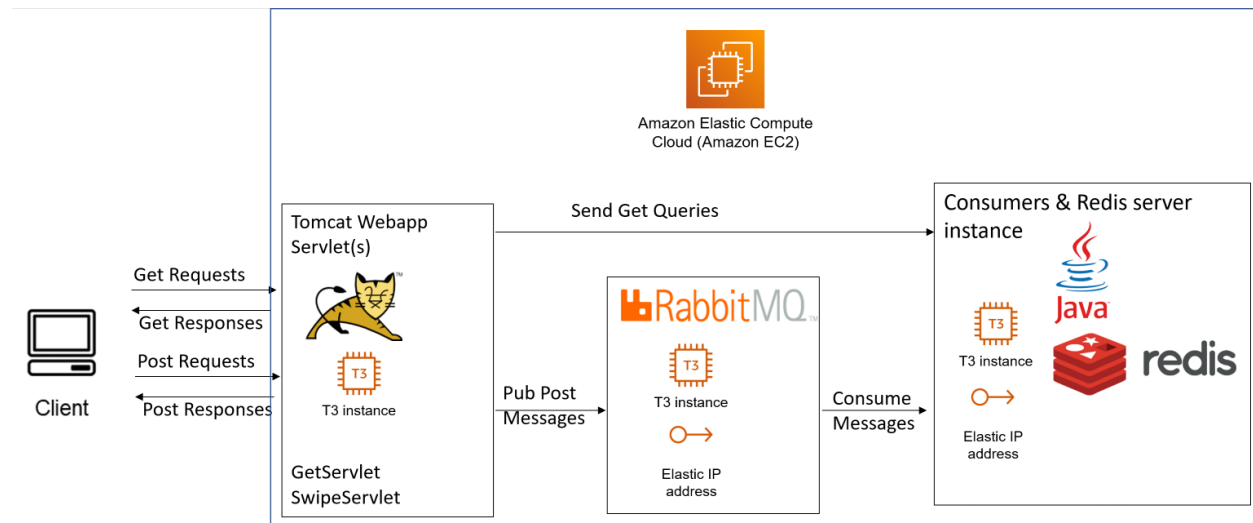 Amazon Elastic Compute
Cloud (Amazon EC2)
Tomcat Webapp
Servlet(s)
TM
T3
T3 instance
GetServlet
SwipeServlet
Get Requests
Get Responses
Post Requests
Post Responses
Client
Send Get Queries
Pub Post
Messages
RabbitMQ
TM
T3
T3 instance
Elastic IP
address
Consume
Messages
Consumers & Redis server
instance
Java
T3
T3 instance
redis
Elastic IP
address